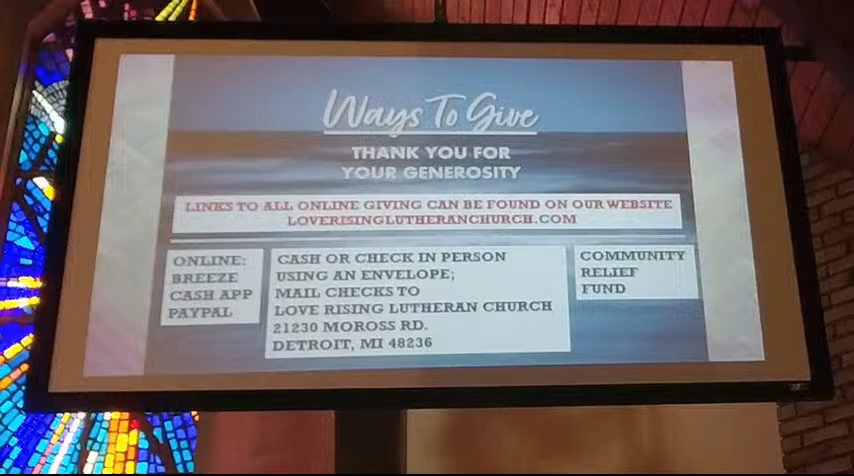 Ways To Give
THANK YOU FOR
YOUR GENEROSITY
LINKS TO ALL ONLINE GIVING CAN BE FOUND ON OUR WEBSITE
LOVERISINGLUTHERANCHURCH.COM
ONLINE:
BREEZE
CASH APP
PAYPAL
CASH OR CHECK IN PERSON
USING AN ENVELOPE;
MAIL CHECKS TO
LOVE RISING LUTHERAN CHURCH
21230 MOROSS RD.
DETROIT, MI 48236
COMMUNITY
RELIEF
FUND